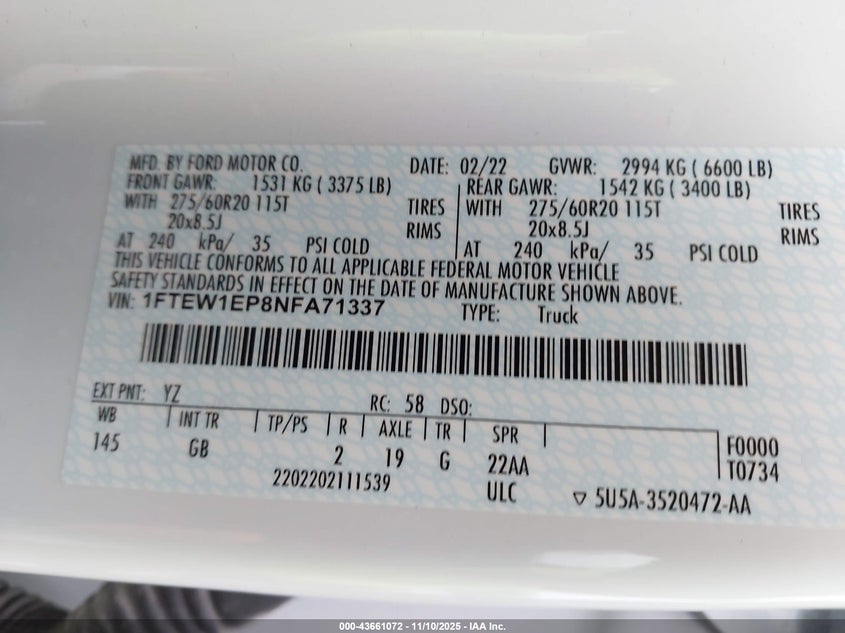 MFD. BY FORD MOTOR CO. DATE: 02/22 GVWR: 2994 KG ( 6600 LB)
FRONT GAWR: 1531 KG ( 3375 LB) REAR GAWR: 1542 KG ( 3400 LB)
WITH 275/60R20 115T TIRES WITH 275/60R20 115T TIRES
20x8.5J RIMS 20x8.5J RIMS
AT 240 kPa/ 35 PSI COLD AT 240 kPa/ 35 PSI COLD
THIS VEHICLE CONFORMS TO ALL APPLICABLE FEDERAL MOTOR VEHICLE
SAFETY STANDARDS IN EFFECT ON THE DATE OF MANUFACTURE SHOWN ABOVE.
VIN: 1FTEW1EP8NFA71337 TYPE: Truck
EXT PNT: YZ RC: 58 DSO:
WB INT TR TP/PS R AXLE TR SPR F0000
145 GB 2 19 G 22AA T0734
2202202111539 ULC ▽ 5U5A-3520472-AA
000-43661072 - 11/10/2025 - IAA Inc.